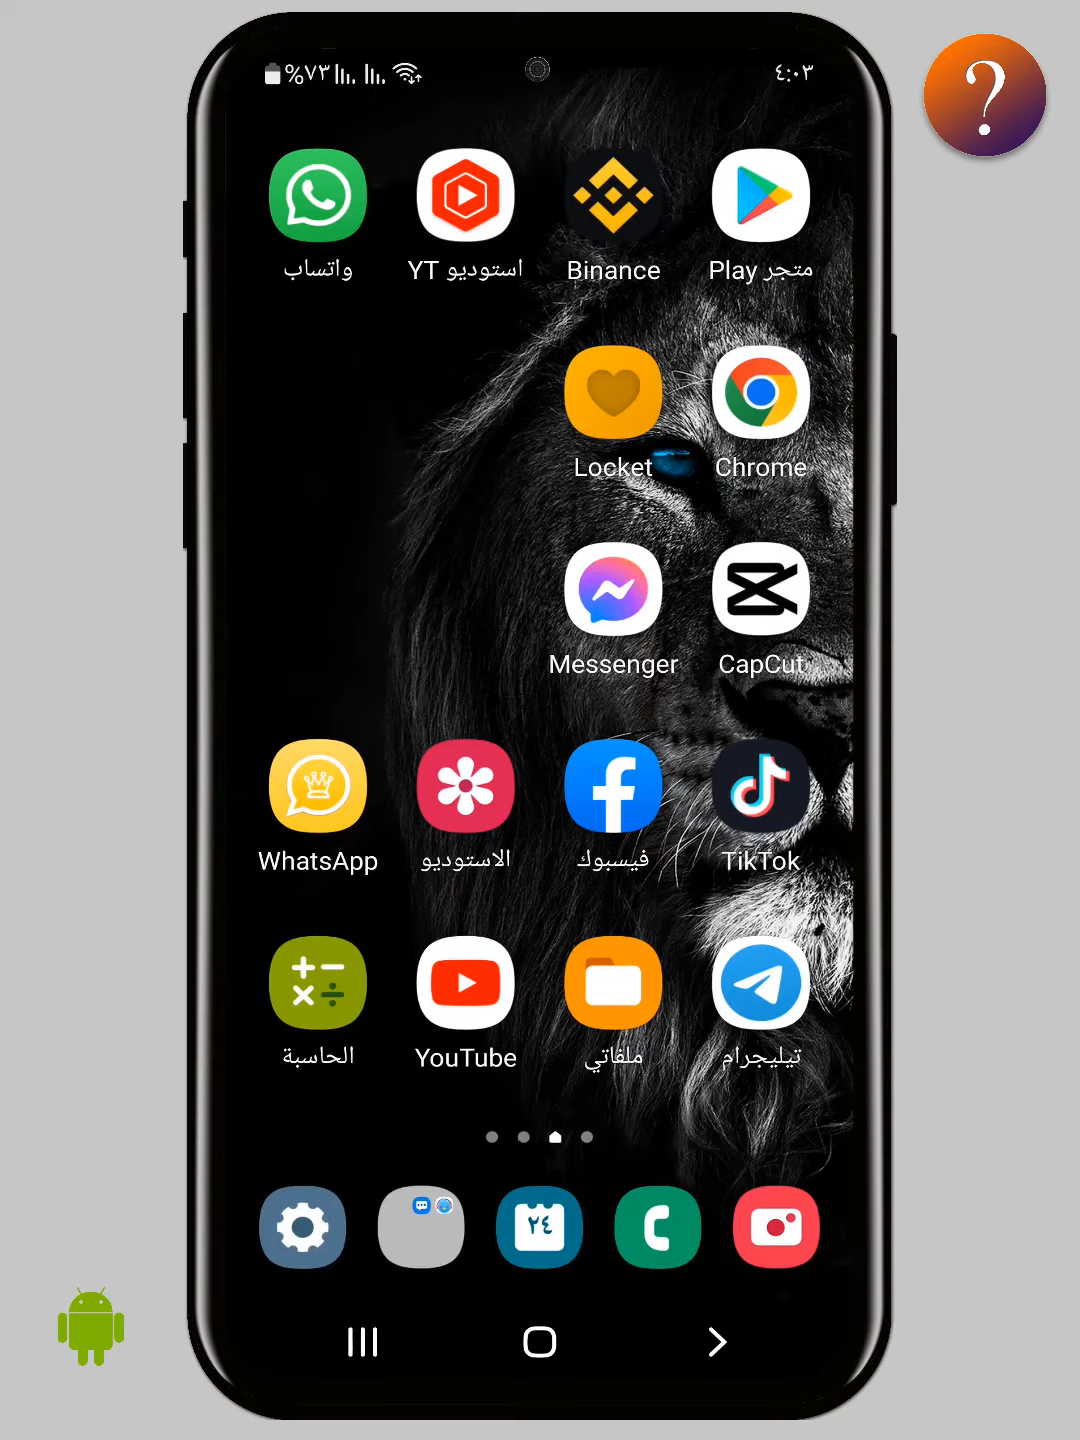 ٤:٠٣
%٧٣
متجر Play
Binance
استوديو YT
واتساب
Chrome
Locket
CapCut
Messenger
TikTok
فيسبوك
الاستوديو
WhatsApp
تيليجرام
ملفاتي
YouTube
الحاسبة
٢٤
?